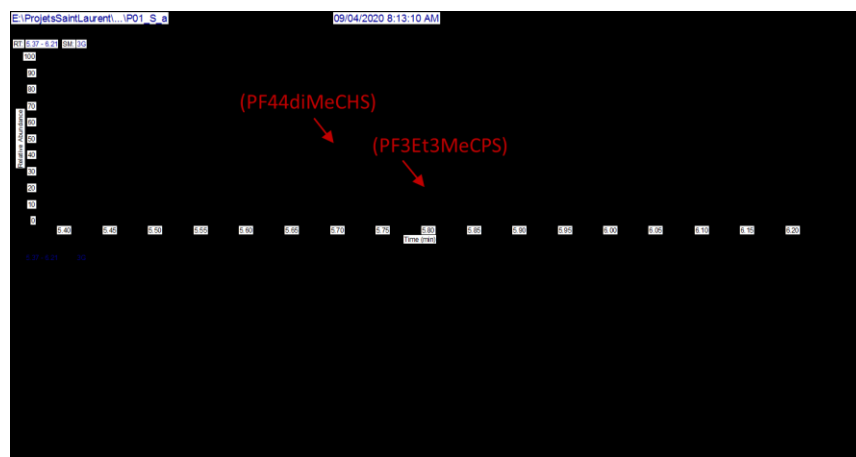 E:\ProjetsSaintLaurent\...\P01_S_a 09/04/2020 8:13:10 AM
RT: 5.37 - 6.21 SM: 3G
100
90
80
70
60
50
40
30
20
10
0
Relative Abundance
(PF44diMeCHS)
(PF3Et3MeCPS)
5.40 5.45 5.50 5.55 5.60 5.65 5.70 5.75 5.80 5.85 5.90 5.95 6.00 6.05 6.10 6.15 6.20
Time (min)